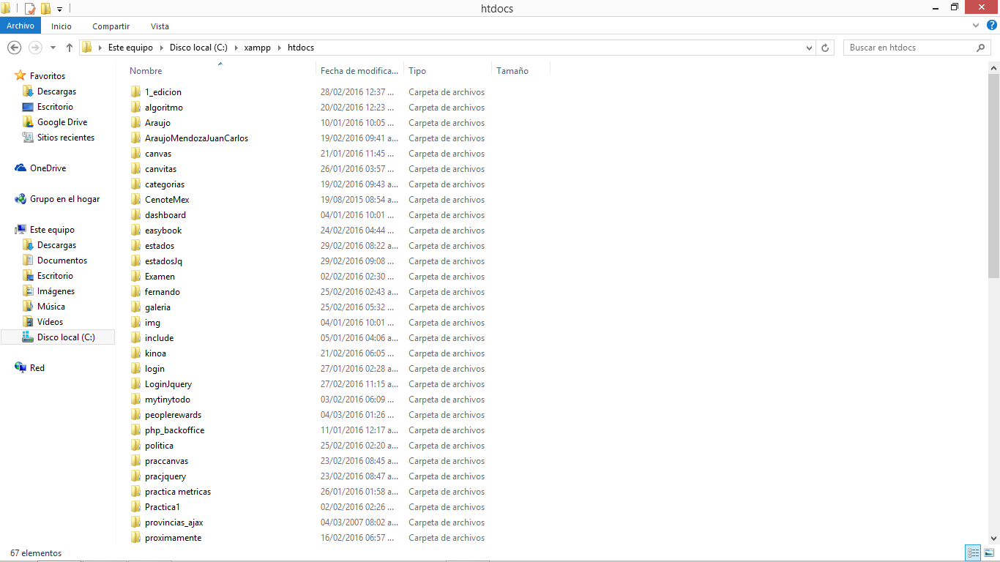 htdocs
Archivo Inicio Compartir Vista
Este equipo Disco local (C:) xampp htdocs Buscar en htdocs
Favoritos
Descargas
Escritorio
Google Drive
Sitios recientes
OneDrive
Grupo en el hogar
Este equipo
Descargas
Documentos
Escritorio
Imágenes
Música
Vídeos
Disco local (C:)
Red
Nombre Fecha de modifica... Tipo Tamaño
1_edicion 28/02/2016 12:37 ... Carpeta de archivos
algoritmo 20/02/2016 12:23 ... Carpeta de archivos
Araujo 10/01/2016 10:05 ... Carpeta de archivos
AraujoMendozaJuanCarlos 19/02/2016 09:41 a... Carpeta de archivos
canvas 21/01/2016 11:45 ... Carpeta de archivos
canvitas 26/01/2016 03:57 ... Carpeta de archivos
categorias 19/02/2016 09:43 a... Carpeta de archivos
CenoteMex 19/08/2015 08:54 a... Carpeta de archivos
dashboard 04/01/2016 10:01 ... Carpeta de archivos
easybook 24/02/2016 04:44 ... Carpeta de archivos
estados 29/02/2016 08:22 a... Carpeta de archivos
estadosJq 29/02/2016 09:08 ... Carpeta de archivos
Examen 02/02/2016 02:30 ... Carpeta de archivos
fernando 25/02/2016 02:43 a... Carpeta de archivos
galeria 25/02/2016 05:32 ... Carpeta de archivos
img 04/01/2016 10:01 ... Carpeta de archivos
include 05/01/2016 04:06 a... Carpeta de archivos
kinoa 21/02/2016 06:05 ... Carpeta de archivos
login 27/01/2016 02:28 a... Carpeta de archivos
LoginJquery 27/02/2016 11:15 a... Carpeta de archivos
mytinytodo 03/02/2016 06:09 ... Carpeta de archivos
peoplerewards 04/03/2016 01:26 ... Carpeta de archivos
php_backoffice 11/01/2016 12:17 a... Carpeta de archivos
politica 25/02/2016 02:20 a... Carpeta de archivos
praccanvas 23/02/2016 08:45 a... Carpeta de archivos
pracjquery 23/02/2016 08:47 a... Carpeta de archivos
practica metricas 26/01/2016 01:58 a... Carpeta de archivos
Practica1 02/02/2016 02:26 ... Carpeta de archivos
provincias_ajax 04/03/2007 08:02 a... Carpeta de archivos
proximamente 16/02/2016 06:57 ... Carpeta de archivos
67 elementos